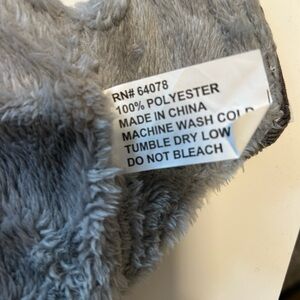 RN# 64078
100% POLYESTER
MADE IN CHINA
MACHINE WASH COLD
TUMBLE DRY LOW
DO NOT BLEACH